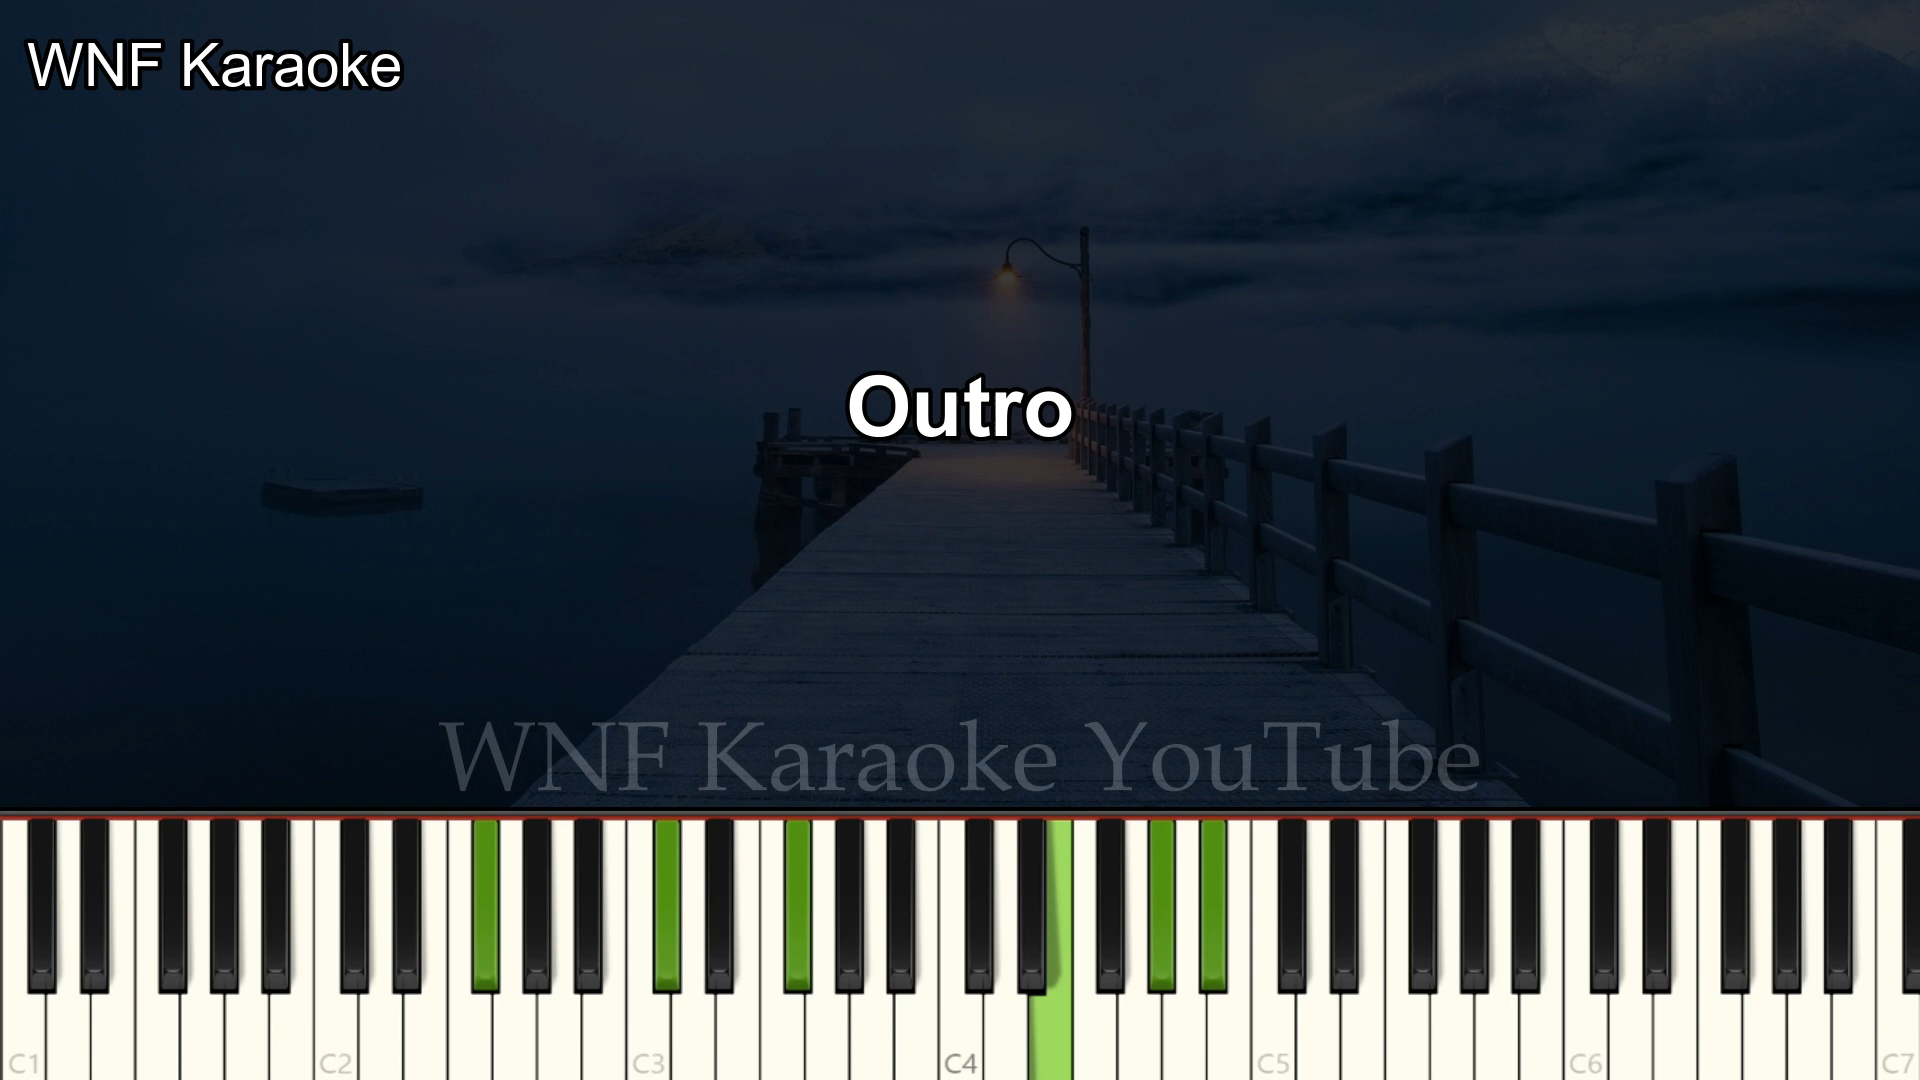 WNF Karaoke
Outro
WNF Karaoke YouTube
C1 C2 C3 C4 C5 C6 C7